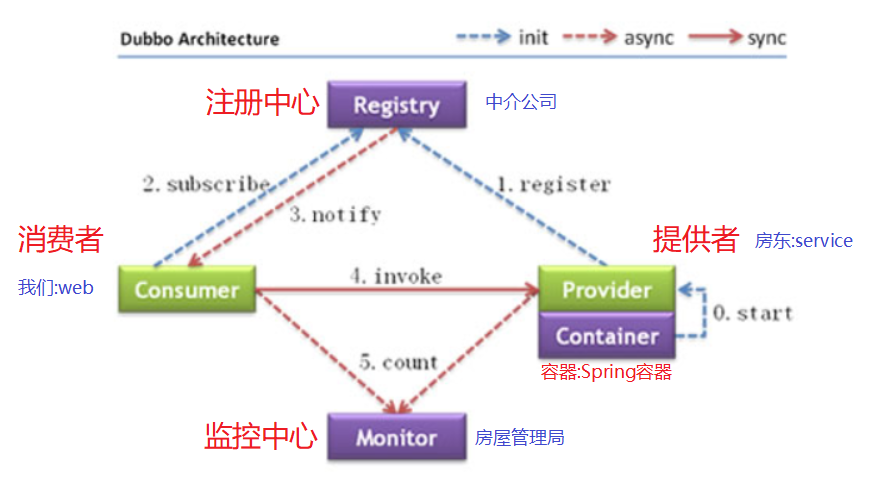 Dubbo Architecture
init
async
sync
注册中心
Registry
中介公司
2.subscribe
1.register
3.notify
消费者
提供者
房东:service
我们:web
Consumer
4.invoke
Provider
0.start
Container
5.count
容器:Spring容器
监控中心
Monitor
房屋管理局